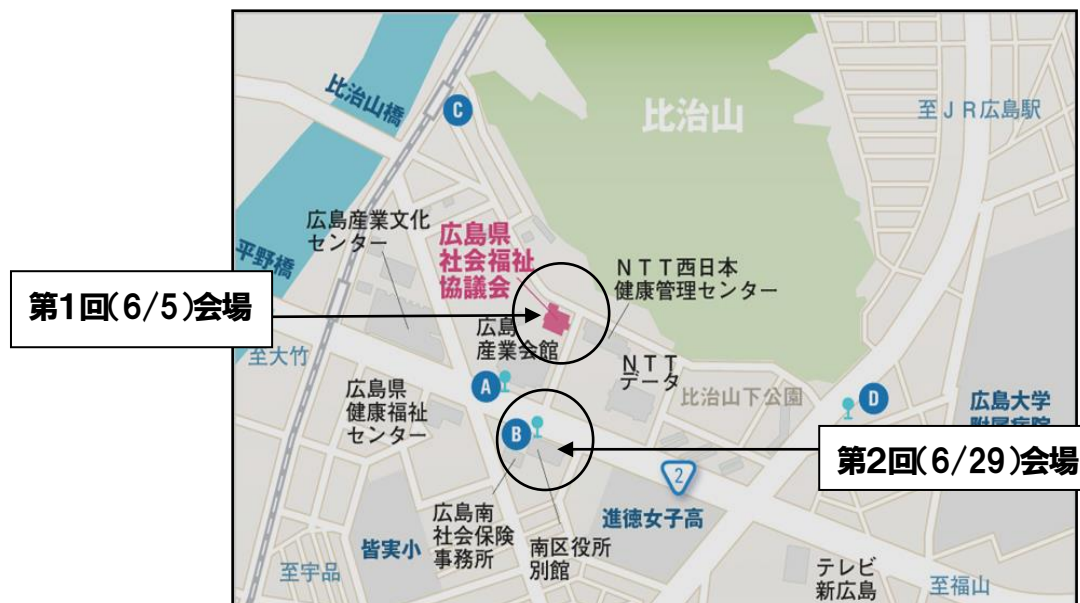 比治山橋
C
比治山
至ＪＲ広島駅
広島産業文化
センター
広島県
社会福祉
協議会
平野橋
ＮＴＴ西日本
健康管理センター
第1回(6/5)会場
広島
産業会館
至大竹
ＮＴＴ
データ
A
広島県
健康福祉
センター
比治山下公園
D
広島大学
附属病院
B
第2回(6/29)会場
2
広島南
社会保険
事務所
進徳女子高
皆実小
南区役所
別館
至宇品
テレビ
新広島
至福山